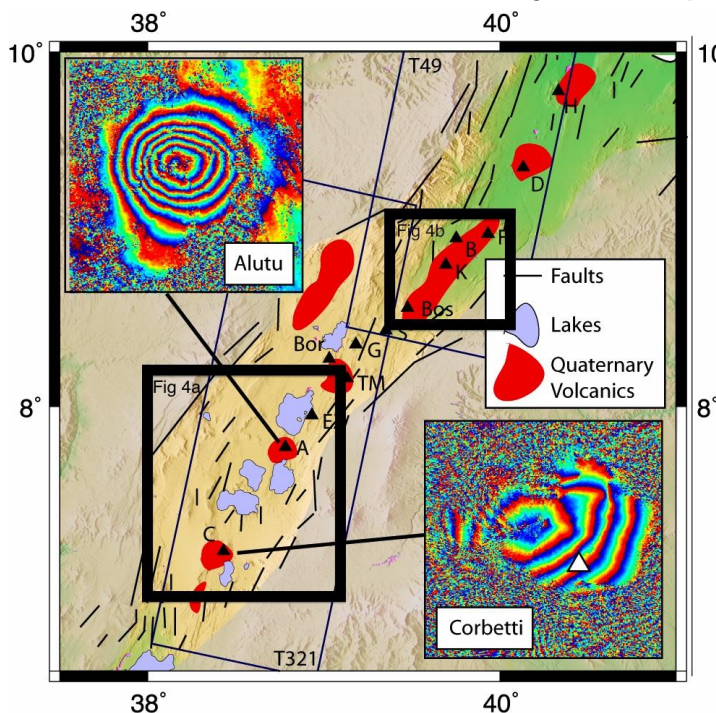 38°
40°
10°
10
T49
H
D
Fig 4b
F
B
Alutu
K
Faults
Bos
S
Lakes
Bor
G
Quaternary
Volcanics
TM
Fig 4a
8°
8
E
A
C
Corbetti
T321
38°
40°